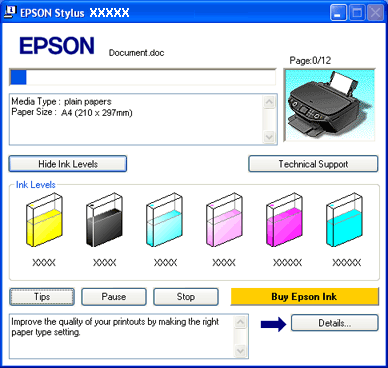 EPSON Stylus XXXXX
EPSON
Document.doc
Page:0/12
Media Type : plain papers
Paper Size : A4 (210 x 297mm)
Hide Ink Levels
Technical Support
Ink Levels
XXXX XXXX XXXX XXXX XXXXX XXXX
Tips
Pause
Stop
Buy Epson Ink
Improve the quality of your printouts by making the right
paper type setting.
Details...